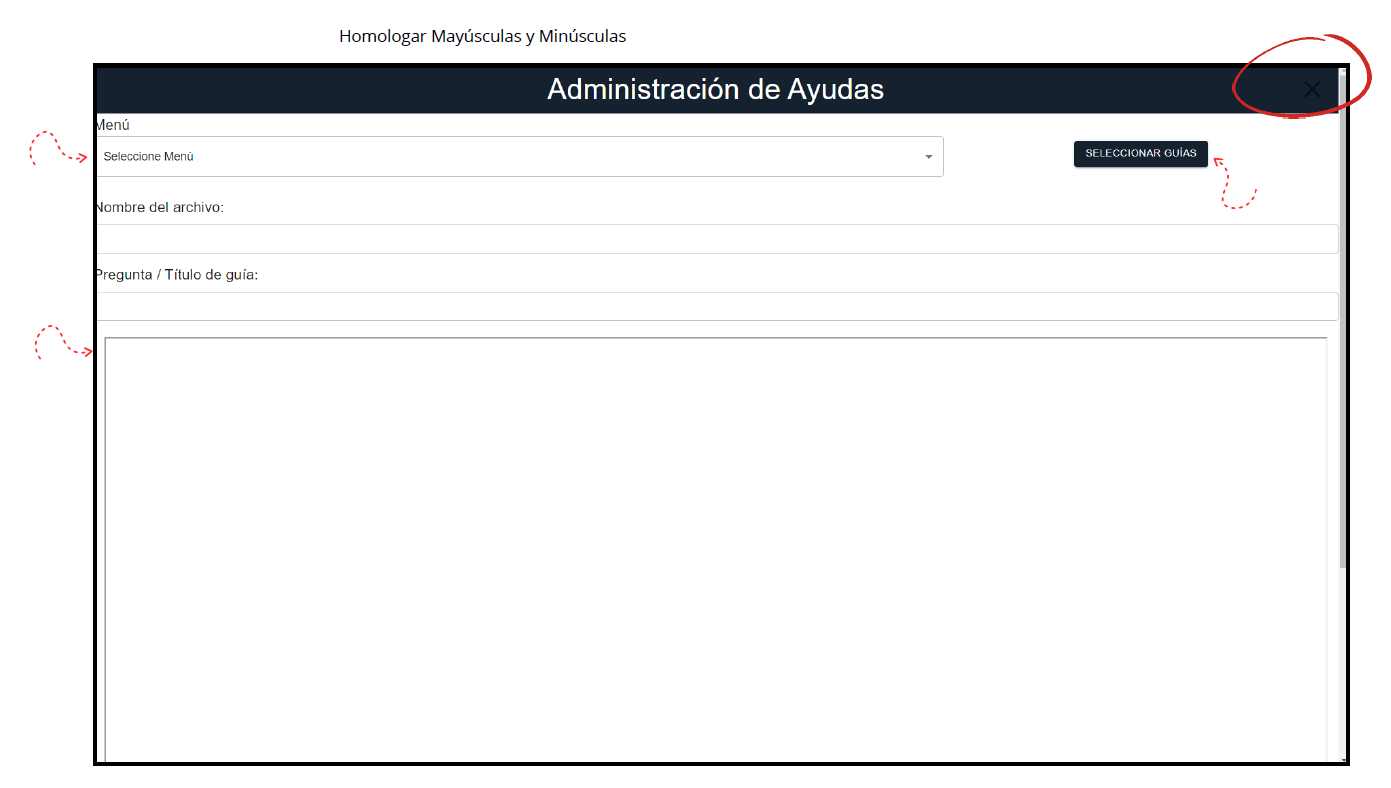 Homologar Mayúsculas y Minúsculas
Administración de Ayudas
Menú
Seleccione Menú
SELECCIONAR GUÍAS
Nombre del archivo:
Pregunta / Título de guía: